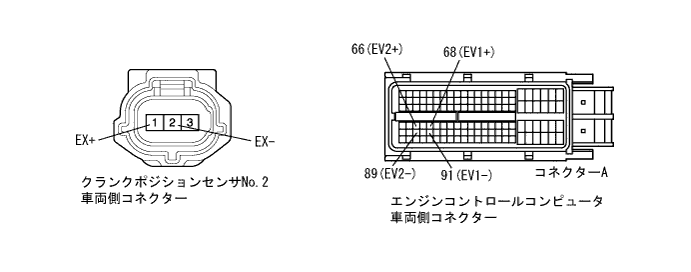 66(EV2+)
68(EV1+)
1 2 3
EX+
EX-
89(EV2-)
91(EV1-)
コネクターA
クランクポジションセンサNo.2
車両側コネクター
エンジンコントロールコンピュータ
車両側コネクター